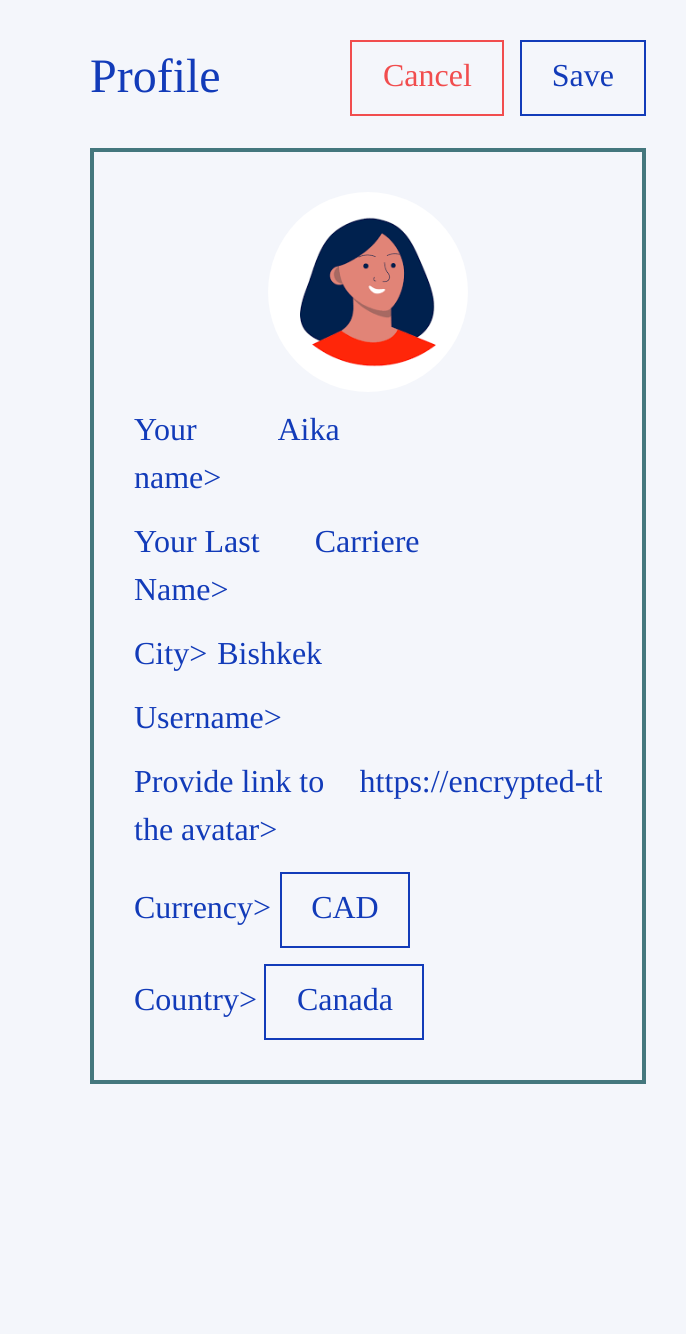 Profile Cancel Save
Your name> Aika
Your Last Name> Carriere
City> Bishkek
Username>
Provide link to the avatar> https://encrypted-tb
Currency> CAD
Country> Canada